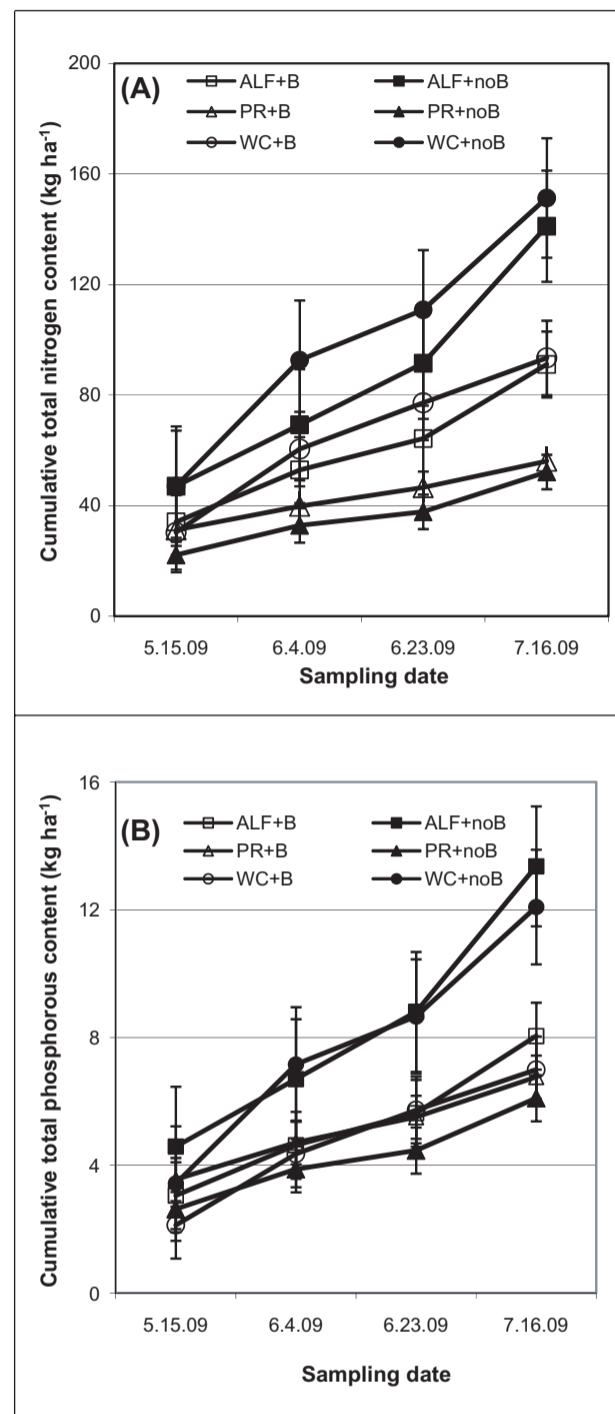 (A)
ALF+B ALF+noB
PR+B PR+noB
WC+B WC+noB
Cumulative total nitrogen content (kg ha⁻¹)
200
160
120
80
40
0
5.15.09 6.4.09 6.23.09 7.16.09
Sampling date
(B)
ALF+B ALF+noB
PR+B PR+noB
WC+B WC+noB
Cumulative total phosphorous content (kg ha⁻¹)
16
12
8
4
0
5.15.09 6.4.09 6.23.09 7.16.09
Sampling date